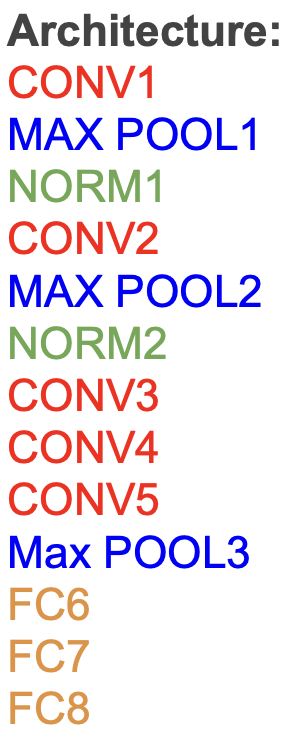 Architecture:
CONV1
MAX POOL1
NORM1
CONV2
MAX POOL2
NORM2
CONV3
CONV4
CONV5
Max POOL3
FC6
FC7
FC8